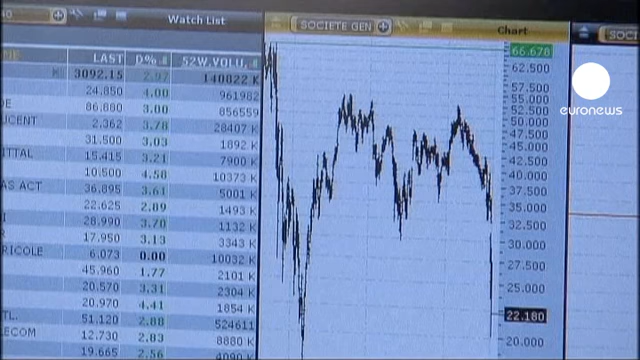 40 Watch List
LAST D% 52W.VOLU.
3092.15 2.97 140822 K
24.850 4.00 961982
DE 86.880 3.00 856559
UCENT 2.362 3.78 28407 K
31.500 3.03 1892 K
ITTAL 15.415 3.21 7900 K
10.500 4.58 10373 K
AS ACT 36.895 3.61 5001 K
22.625 2.89 1493 K
28.990 3.70 1132 K
17.950 3.13 3343 K
RICOLE 6.073 0.00 10032 K
45.960 1.77 2101 K
20.570 3.31 2304 K
20.970 4.41 1854 K
TL. 51.120 2.88 524611
LECOM 12.730 2.83 8880 K
19.665 2.56 4090 K
SOCIETE GEN Chart
66.678
62.500
57.500
55.000
52.500
50.000
47.500
45.000
42.500
40.000
37.500
35.000
32.500
30.000
27.500
25.000
22.180
20.000
SOCI
euronews